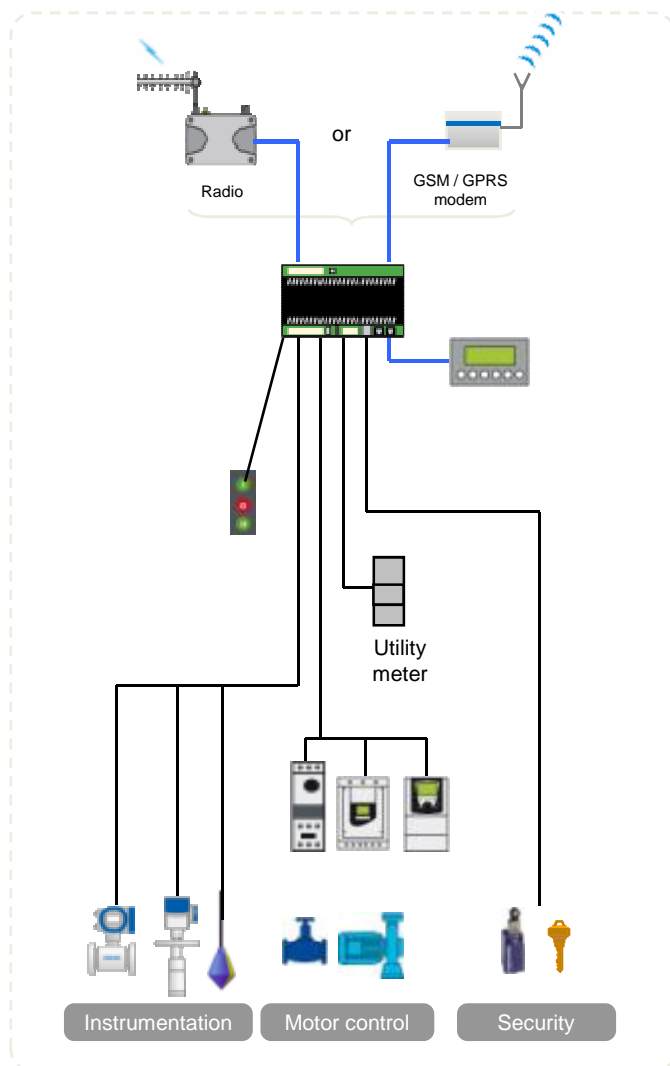 or
Radio
GSM / GPRS
modem
Utility
meter
Instrumentation
Motor control
Security